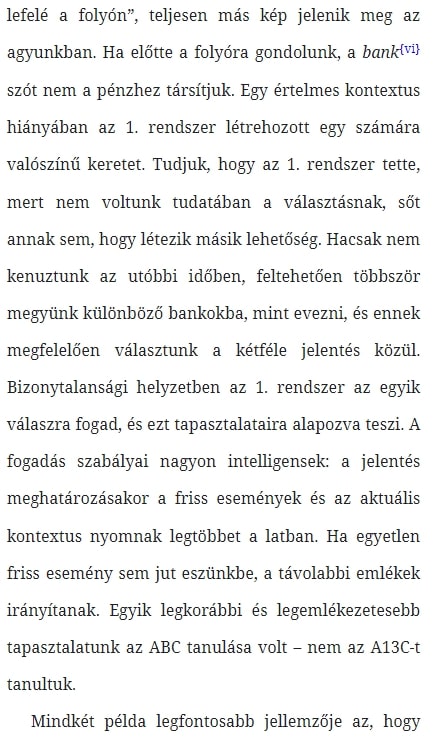 lefelé a folyón”, teljesen más kép jelenik meg az
agyunkban. Ha előtte a folyóra gondolunk, a bank{vi}
szót nem a pénzhez társítjuk. Egy értelmes kontextus
hiányában az 1. rendszer létrehozott egy számára
valószínű keretet. Tudjuk, hogy az 1. rendszer tette,
mert nem voltunk tudatában a választásnak, sőt
annak sem, hogy létezik másik lehetőség. Hacsak nem
kenuztunk az utóbbi időben, feltehetően többször
megyünk különböző bankokba, mint evezni, és ennek
megfelelően választunk a kétféle jelentés közül.
Bizonytalansági helyzetben az 1. rendszer az egyik
válaszra fogad, és ezt tapasztalataira alapozva teszi. A
fogadás szabályai nagyon intelligensek: a jelentés
meghatározásakor a friss események és az aktuális
kontextus nyomnak legtöbbet a latban. Ha egyetlen
friss esemény sem jut eszünkbe, a távolabbi emlékek
irányítanak. Egyik legkorábbi és legemlékezetesebb
tapasztalatunk az ABC tanulása volt – nem az A13C-t
tanultuk.
Mindkét példa legfontosabb jellemzője az, hogy